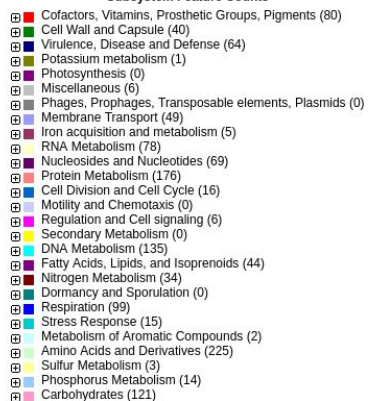 Subsystem Feature Counts
Cofactors, Vitamins, Prosthetic Groups, Pigments (80)
Cell Wall and Capsule (40)
Virulence, Disease and Defense (64)
Potassium metabolism (1)
Photosynthesis (0)
Miscellaneous (6)
Phages, Prophages, Transposable elements, Plasmids (0)
Membrane Transport (49)
Iron acquisition and metabolism (5)
RNA Metabolism (78)
Nucleosides and Nucleotides (69)
Protein Metabolism (176)
Cell Division and Cell Cycle (16)
Motility and Chemotaxis (0)
Regulation and Cell signaling (6)
Secondary Metabolism (0)
DNA Metabolism (135)
Fatty Acids, Lipids, and Isoprenoids (44)
Nitrogen Metabolism (34)
Dormancy and Sporulation (0)
Respiration (99)
Stress Response (15)
Metabolism of Aromatic Compounds (2)
Amino Acids and Derivatives (225)
Sulfur Metabolism (3)
Phosphorus Metabolism (14)
Carbohydrates (121)